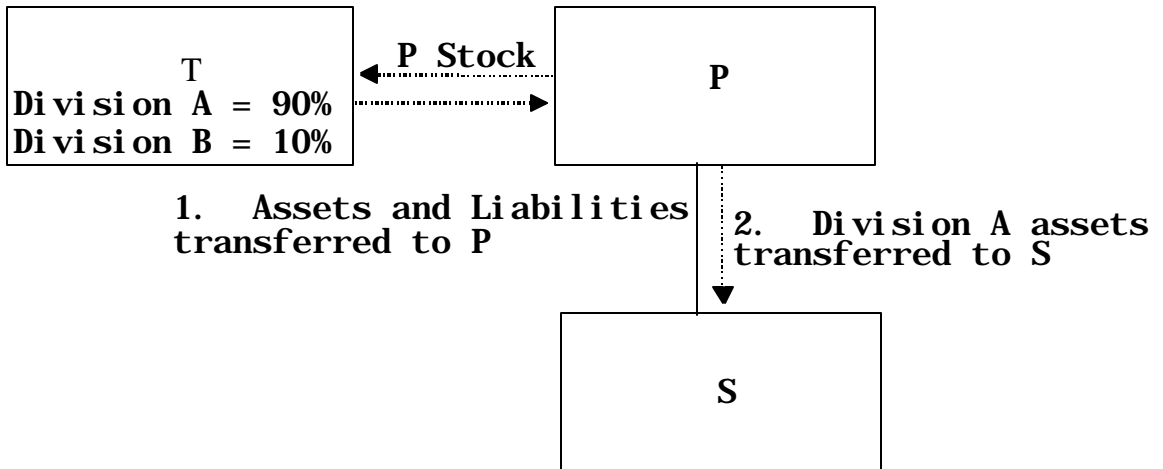 T
Division A = 90%
Division B = 10%
P Stock
P
1. Assets and Liabilities
transferred to P
2. Division A assets
transferred to S
S